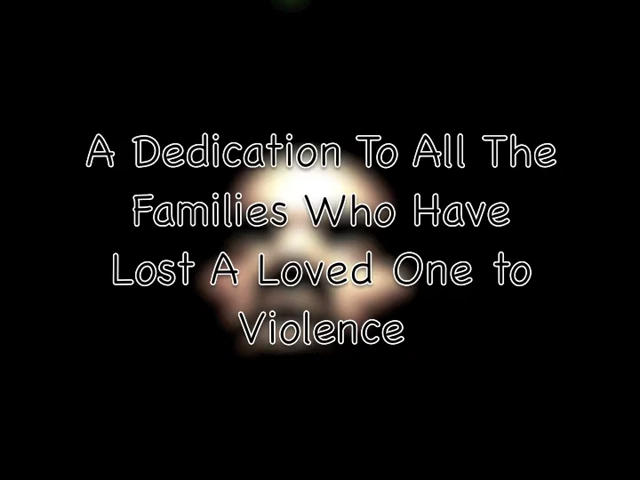 A Dedication To All The
Families Who Have
Lost A Loved One to
Violence